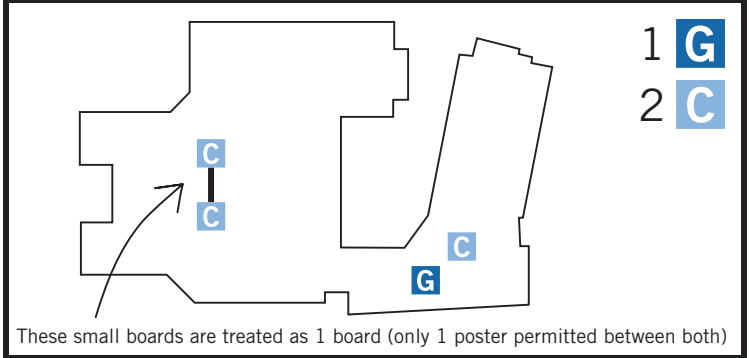 1 G
2 C
C
C
C
G
These small boards are treated as 1 board (only 1 poster permitted between both)